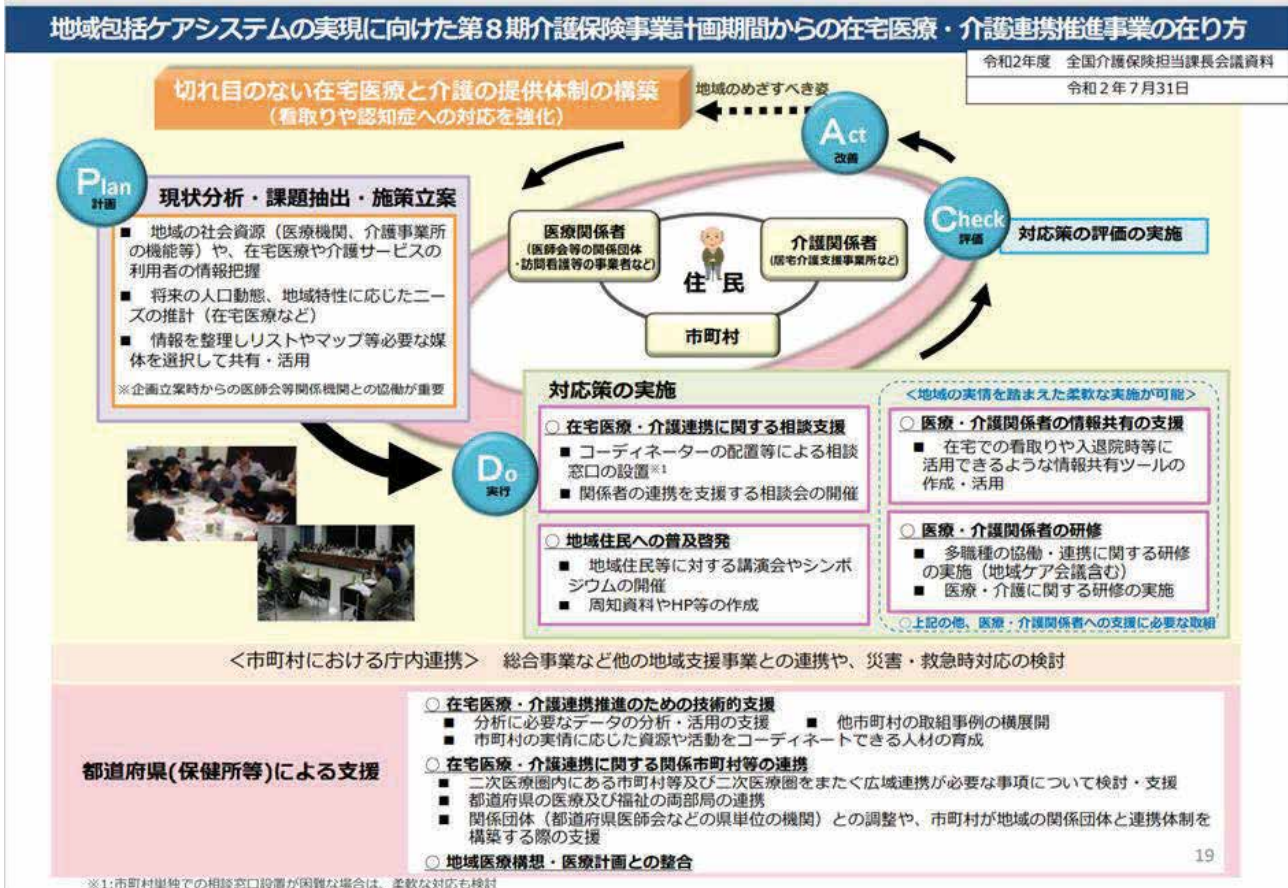 地域包括ケアシステムの実現に向けた第８期介護保険事業計画期間からの在宅医療・介護連携推進事業の在り方
令和2年度　全国介護保険担当課長会議資料
令和２年７月31日
切れ目のない在宅医療と介護の提供体制の構築
（看取りや認知症への対応を強化）
地域のめざすべき姿
Act
改善
Plan
計画
現状分析・課題抽出・施策立案
■　地域の社会資源（医療機関、介護事業所
の機能等）や、在宅医療や介護サービスの
利用者の情報把握
■　将来の人口動態、地域特性に応じたニー
ズの推計（在宅医療など）
■　情報を整理しリストやマップ等必要な媒
体を選択して共有・活用
※企画立案時からの医師会等関係機関との協働が重要
医療関係者
（医師会等の関係団体
・訪問看護等の事業者など）
介護関係者
（居宅介護支援事業所など）
住　民
市町村
Check
評価
対応策の評価の実施
Do
実行
対応策の実施
○ 在宅医療・介護連携に関する相談支援
■　コーディネーターの配置等による相談
窓口の設置※1
■　関係者の連携を支援する相談会の開催
○ 地域住民への普及啓発
■　地域住民等に対する講演会やシンポ
ジウムの開催
■　周知資料やHP等の作成
＜地域の実情を踏まえた柔軟な実施が可能＞
○ 医療・介護関係者の情報共有の支援
■　在宅での看取りや入退院時等に
活用できるような情報共有ツールの
作成・活用
○ 医療・介護関係者の研修
■　多職種の協働・連携に関する研修
の実施（地域ケア会議含む）
■　医療・介護に関する研修の実施
○上記の他、医療・介護関係者への支援に必要な取組
＜市町村における庁内連携＞　総合事業など他の地域支援事業との連携や、災害・救急時対応の検討
都道府県(保健所等)による支援
○ 在宅医療・介護連携推進のための技術的支援
■　分析に必要なデータの分析・活用の支援　■　他市町村の取組事例の横展開
■　市町村の実情に応じた資源や活動をコーディネートできる人材の育成
○ 在宅医療・介護連携に関する関係市町村等の連携
■　二次医療圏内にある市町村等及び二次医療圏をまたぐ広域連携が必要な事項について検討・支援
■　都道府県の医療及び福祉の両部局の連携
■　関係団体（都道府県医師会などの県単位の機関）との調整や、市町村が地域の関係団体と連携体制を
構築する際の支援
○ 地域医療構想・医療計画との整合
19
※1:市町村単独での相談窓口設置が困難な場合は、柔軟な対応も検討